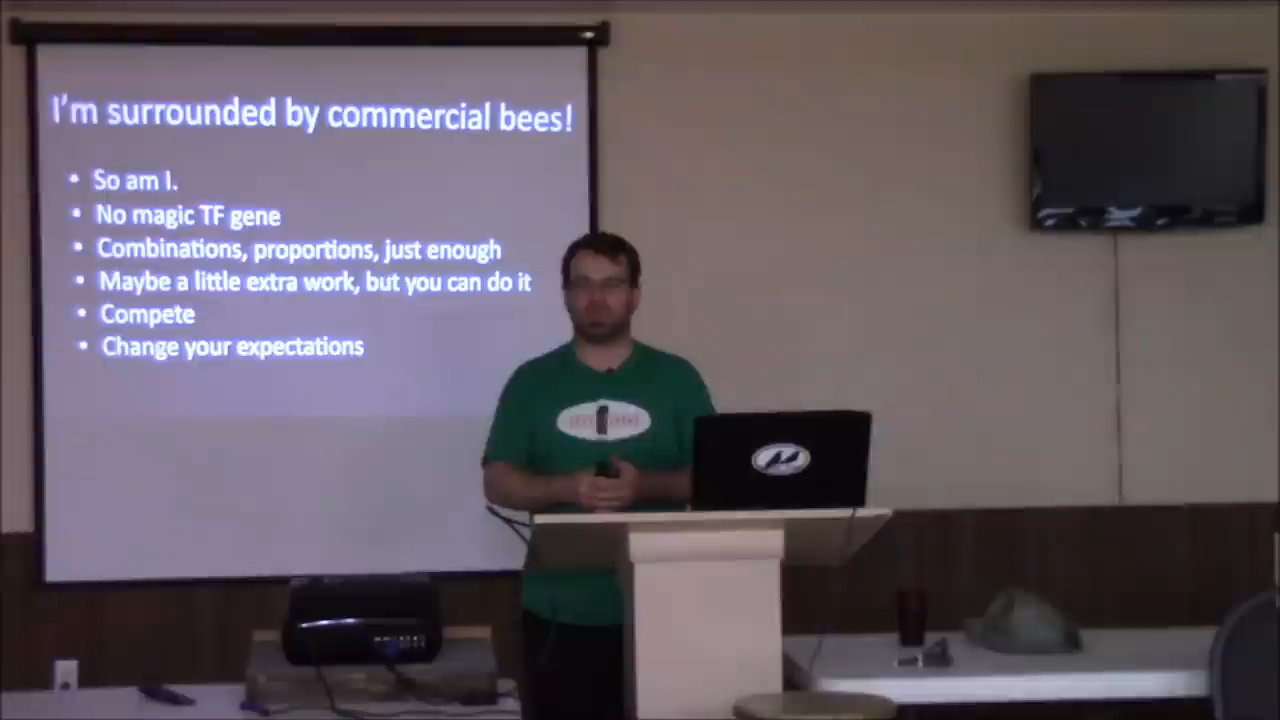 I'm surrounded by commercial bees!
• So am I.
• No magic TF gene
• Combinations, proportions, just enough
• Maybe a little extra work, but you can do it
• Compete
• Change your expectations